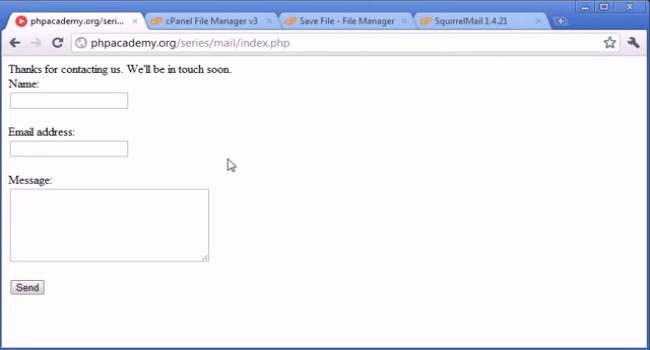 phpacademy.org/seri...
cPanel File Manager v3
Save File - File Manager
SquirrelMail 1.4.21
phpacademy.org/series/mail/index.php
Thanks for contacting us. We'll be in touch soon.
Name:
Email address:
Message:
Send